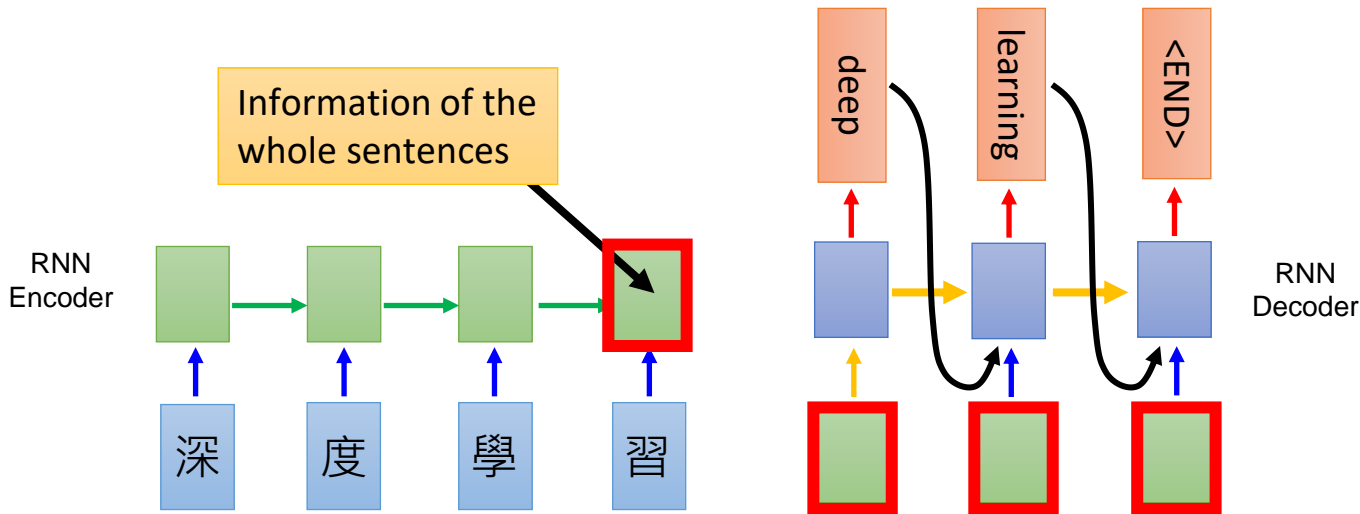 Information of the
whole sentences
RNN
Encoder
深
度
學
習
deep
learning
<END>
RNN
Decoder